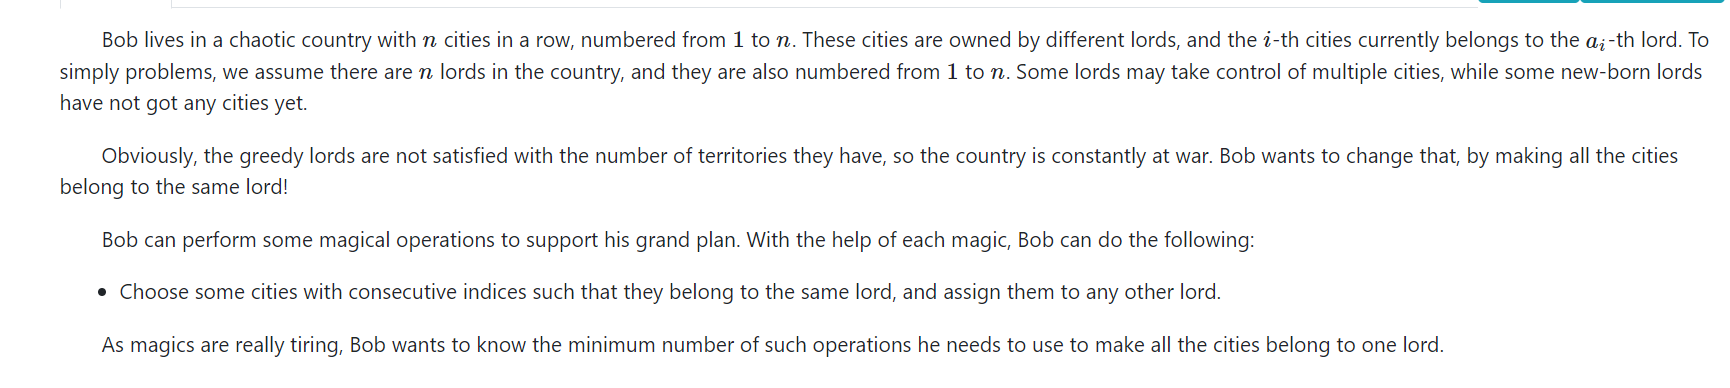 Bob lives in a chaotic country with n cities in a row, numbered from 1 to n. These cities are owned by different lords, and the i-th cities currently belongs to the a_i-th lord. To
simply problems, we assume there are n lords in the country, and they are also numbered from 1 to n. Some lords may take control of multiple cities, while some new-born lords
have not got any cities yet.
Obviously, the greedy lords are not satisfied with the number of territories they have, so the country is constantly at war. Bob wants to change that, by making all the cities
belong to the same lord!
Bob can perform some magical operations to support his grand plan. With the help of each magic, Bob can do the following:
• Choose some cities with consecutive indices such that they belong to the same lord, and assign them to any other lord.
As magics are really tiring, Bob wants to know the minimum number of such operations he needs to use to make all the cities belong to one lord.